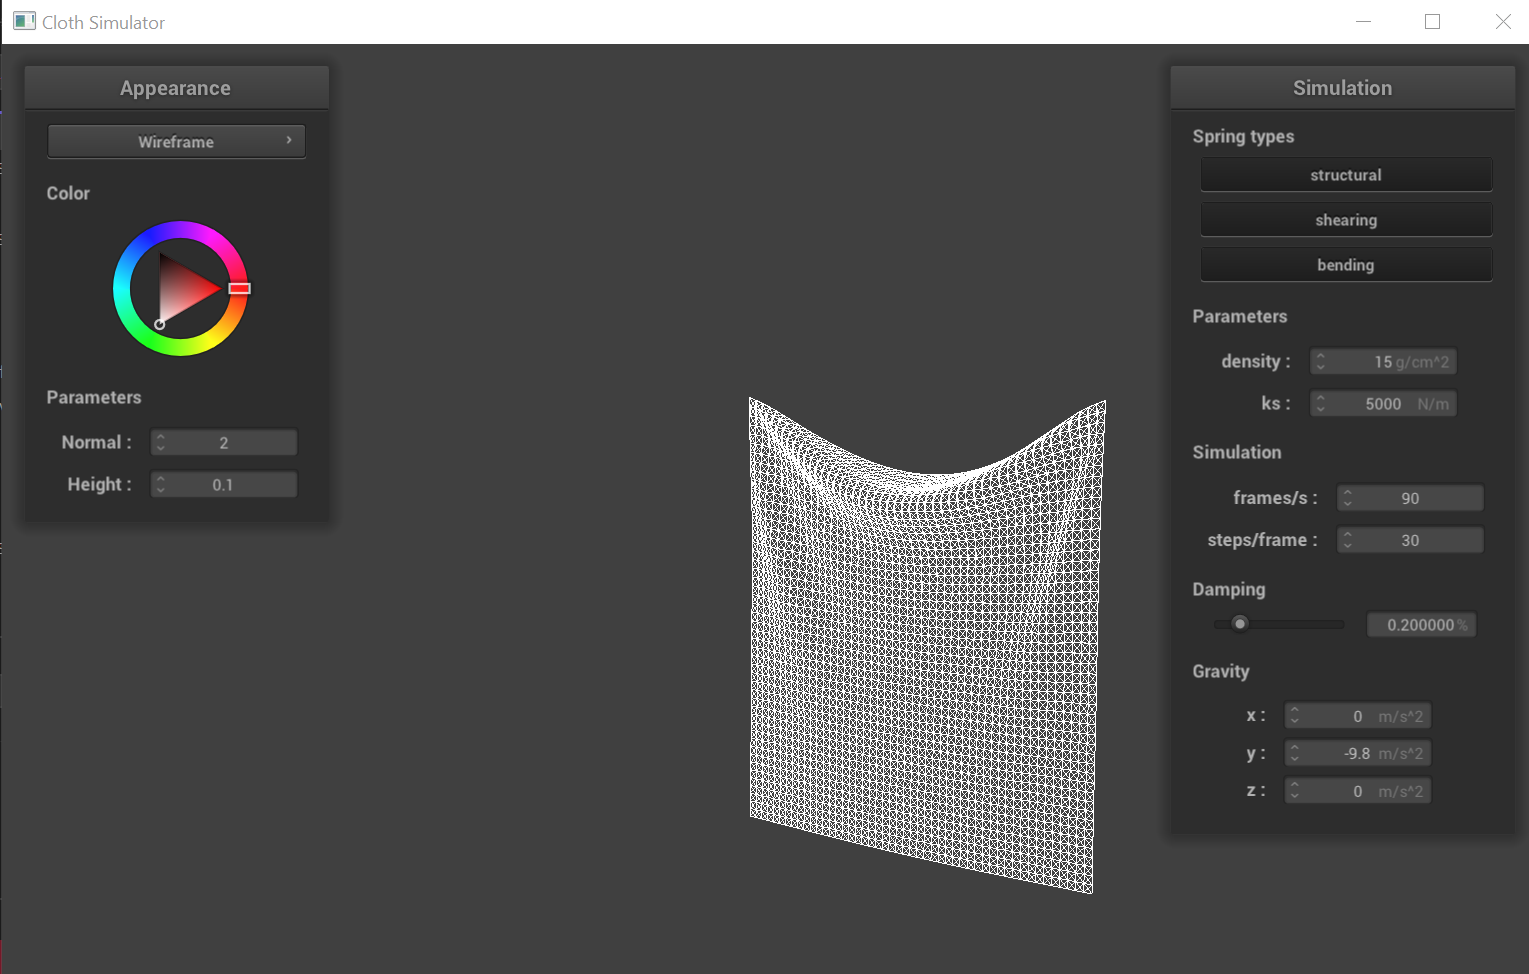 Cloth Simulator
Appearance
Wireframe ›
Color
Parameters
Normal : 2
Height : 0.1
Simulation
Spring types
structural
shearing
bending
Parameters
density : 15 g/cm^2
ks : 5000 N/m
Simulation
frames/s : 90
steps/frame : 30
Damping
0.200000 %
Gravity
x : 0 m/s^2
y : -9.8 m/s^2
z : 0 m/s^2